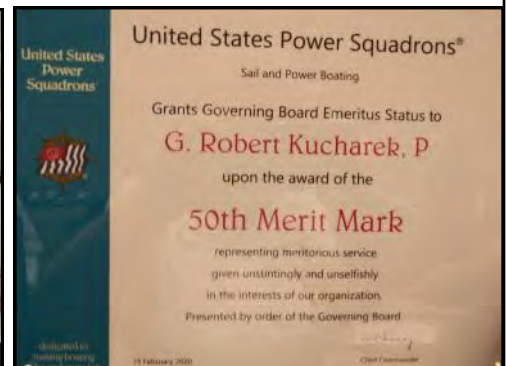 United States
Power
Squadrons
United States Power Squadrons®
Sail and Power Boating
Grants Governing Board Emeritus Status to
G. Robert Kucharek, P
upon the award of the
50th Merit Mark
representing meritorious service
given unstintingly and unselfishly
in the interests of our organization.
Presented by order of the Governing Board
dedicated to
making boating
19 February 2020
Chief Commander